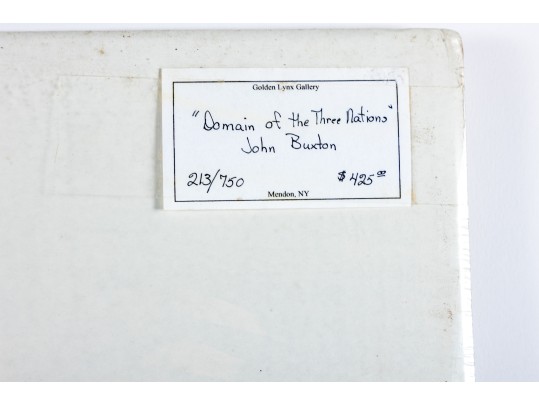 Golden Lynx Gallery
"Domain of the Three Nations"
John Buxton
213/750 $425.00
Mendon, NY